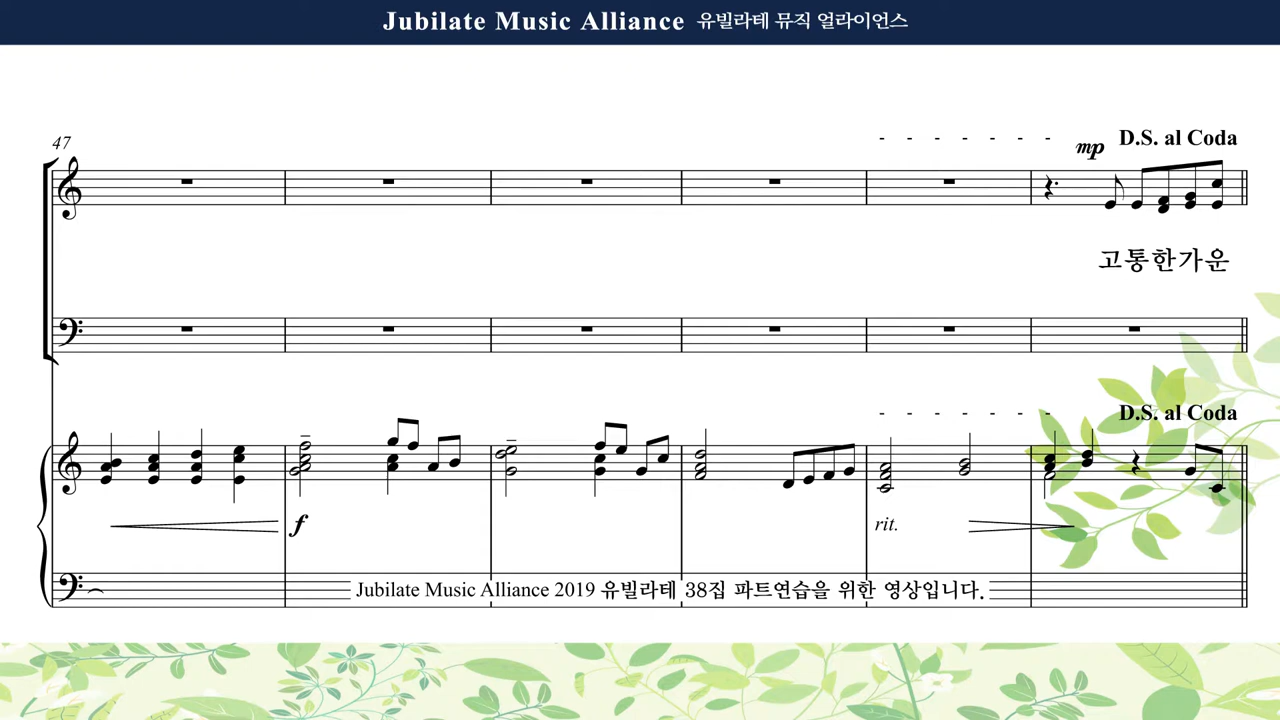 Jubilate Music Alliance 유빌라테 뮤직 얼라이언스
47
D.S. al Coda
mp
고통한가운
D.S. al Coda
f
rit.
Jubilate Music Alliance 2019 유빌라테 38집 파트연습을 위한 영상입니다.